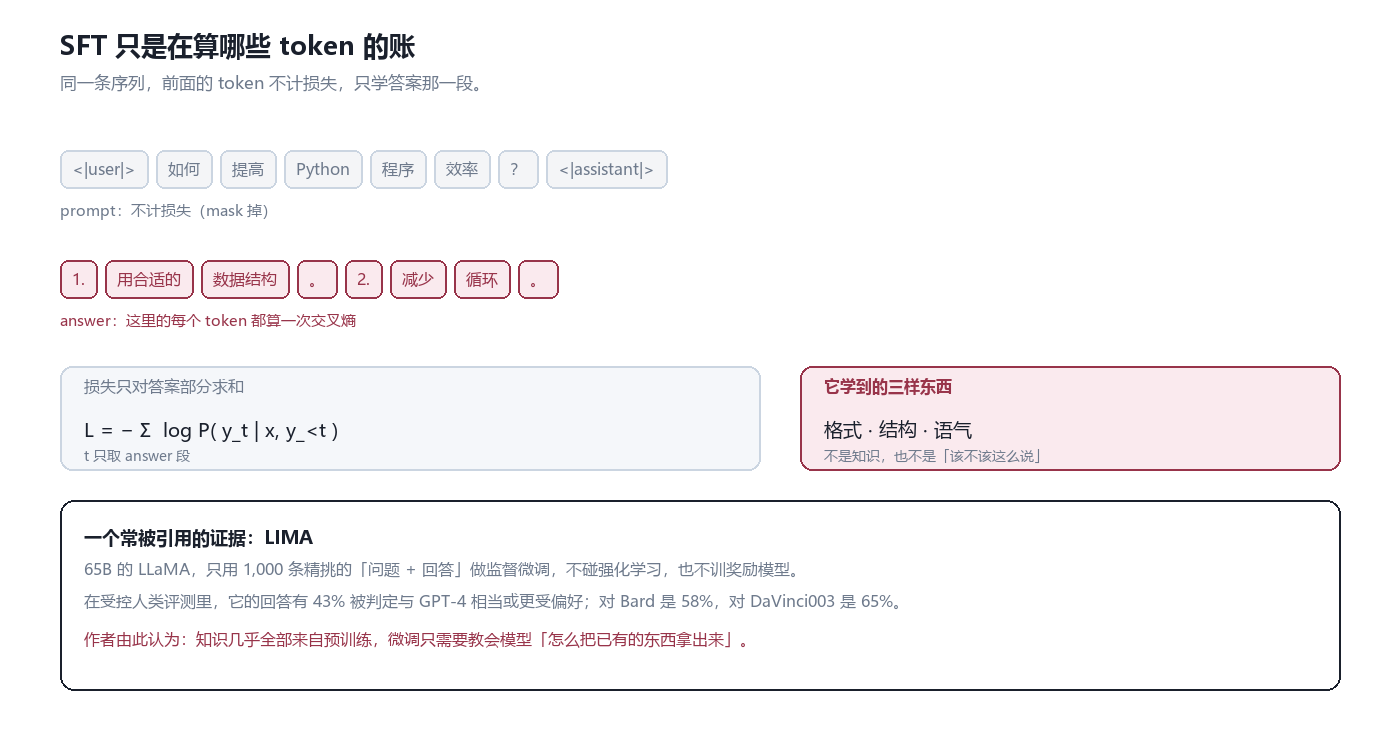 SFT 只是在算哪些 token 的账
同一条序列，前面的 token 不计损失，只学答案那一段。
<|user|> 如何 提高 Python 程序 效率 ？ <|assistant|>
prompt：不计损失（mask 掉）
1. 用合适的 数据结构 。 2. 减少 循环 。
answer：这里的每个 token 都算一次交叉熵
损失只对答案部分求和
L = − Σ log P( y_t | x, y_<t )
t 只取 answer 段
它学到的三样东西
格式 · 结构 · 语气
不是知识，也不是「该不该这么说」
一个常被引用的证据：LIMA
65B 的 LLaMA，只用 1,000 条精挑的「问题 + 回答」做监督微调，不碰强化学习，也不训奖励模型。
在受控人类评测里，它的回答有 43% 被判定与 GPT-4 相当或更受偏好；对 Bard 是 58%，对 DaVinci003 是 65%。
作者由此认为：知识几乎全部来自预训练，微调只需要教会模型「怎么把已有的东西拿出来」。